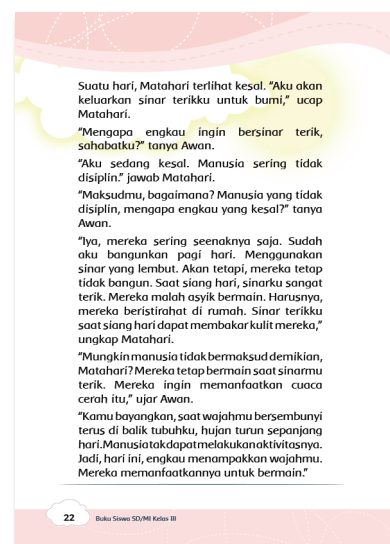 Suatu hari, Matahari terlihat kesal. “Aku akan
keluarkan sinar terikku untuk bumi,” ucap
Matahari.
“Mengapa engkau ingin bersinar terik,
sahabatku?” tanya Awan.
“Aku sedang kesal. Manusia sering tidak
disiplin.” jawab Matahari.
“Maksudmu, bagaimana? Manusia yang tidak
disiplin, mengapa engkau yang kesal?” tanya
Awan.
“Iya, mereka sering seenaknya saja. Sudah
aku bangunkan pagi hari. Menggunakan
sinar yang lembut. Akan tetapi, mereka tetap
tidak bangun. Saat siang hari, sinarku sangat
terik. Mereka malah asyik bermain. Harusnya,
mereka beristirahat di rumah. Sinar terikku
saat siang hari dapat membakar kulit mereka,”
ungkap Matahari.
“Mungkin manusia tidak bermaksud demikian,
Matahari? Mereka tetap bermain saat sinarmu
terik. Mereka ingin memanfaatkan cuaca
cerah itu,” ujar Awan.
“Kamu bayangkan, saat wajahmu bersembunyi
terus di balik tubuhku, hujan turun sepanjang
hari. Manusia tak dapat melakukan aktivitasnya.
Jadi, hari ini, engkau menampakkan wajahmu.
Mereka memanfaatkannya untuk bermain.”
22 Buku Siswa SD/MI Kelas III